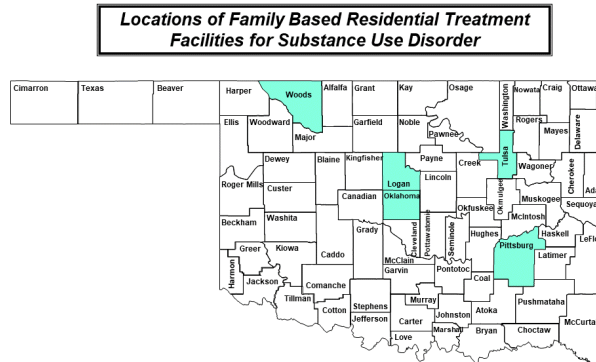 Locations of Family Based Residential Treatment
Facilities for Substance Use Disorder
Cimarron
Texas
Beaver
Harper
Woods
Alfalfa
Grant
Kay
Osage
Washington
Nowata
Craig
Ottawa
Ellis
Woodward
Major
Garfield
Noble
Pawnee
Tulsa
Rogers
Mayes
Delaware
Dewey
Blaine
Kingfisher
Logan
Payne
Creek
Wagoner
Cherokee
Ada
Roger Mills
Custer
Canadian
Oklahoma
Lincoln
Okfuskee
Okmulgee
Muskogee
Sequoya
Beckham
Washita
Caddo
Grady
Cleveland
Pottawatomie
Seminole
Hughes
McIntosh
Pittsburg
Haskell
LeFlo
Greer
Kiowa
McClain
Latimer
Harmon
Jackson
Comanche
Garvin
Pontotoc
Coal
Tillman
Cotton
Stephens
Murray
Johnston
Atoka
Pushmataha
McCurta
Jefferson
Carter
Love
Marshal
Bryan
Choctaw